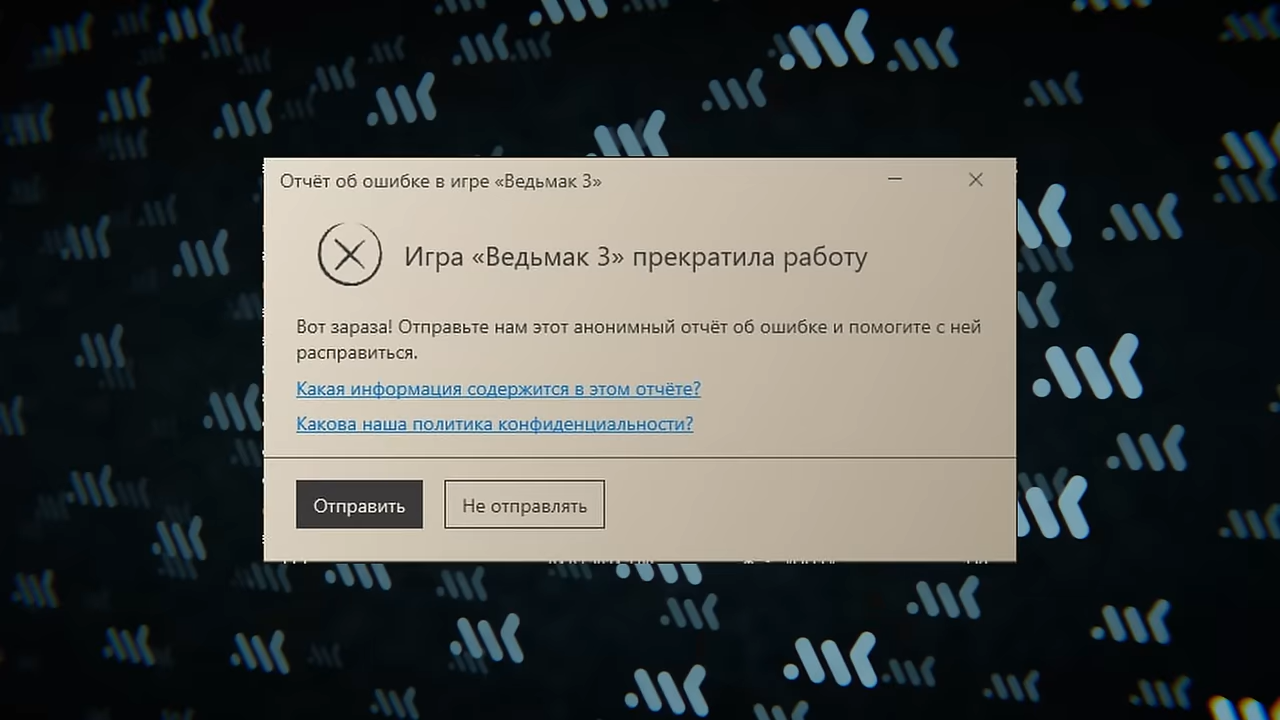 Отчёт об ошибке в игре «Ведьмак 3»
Игра «Ведьмак 3» прекратила работу
Вот зараза! Отправьте нам этот анонимный отчёт об ошибке и помогите с ней
расправиться.
Какая информация содержится в этом отчёте?
Какова наша политика конфиденциальности?
Отправить
Не отправлять